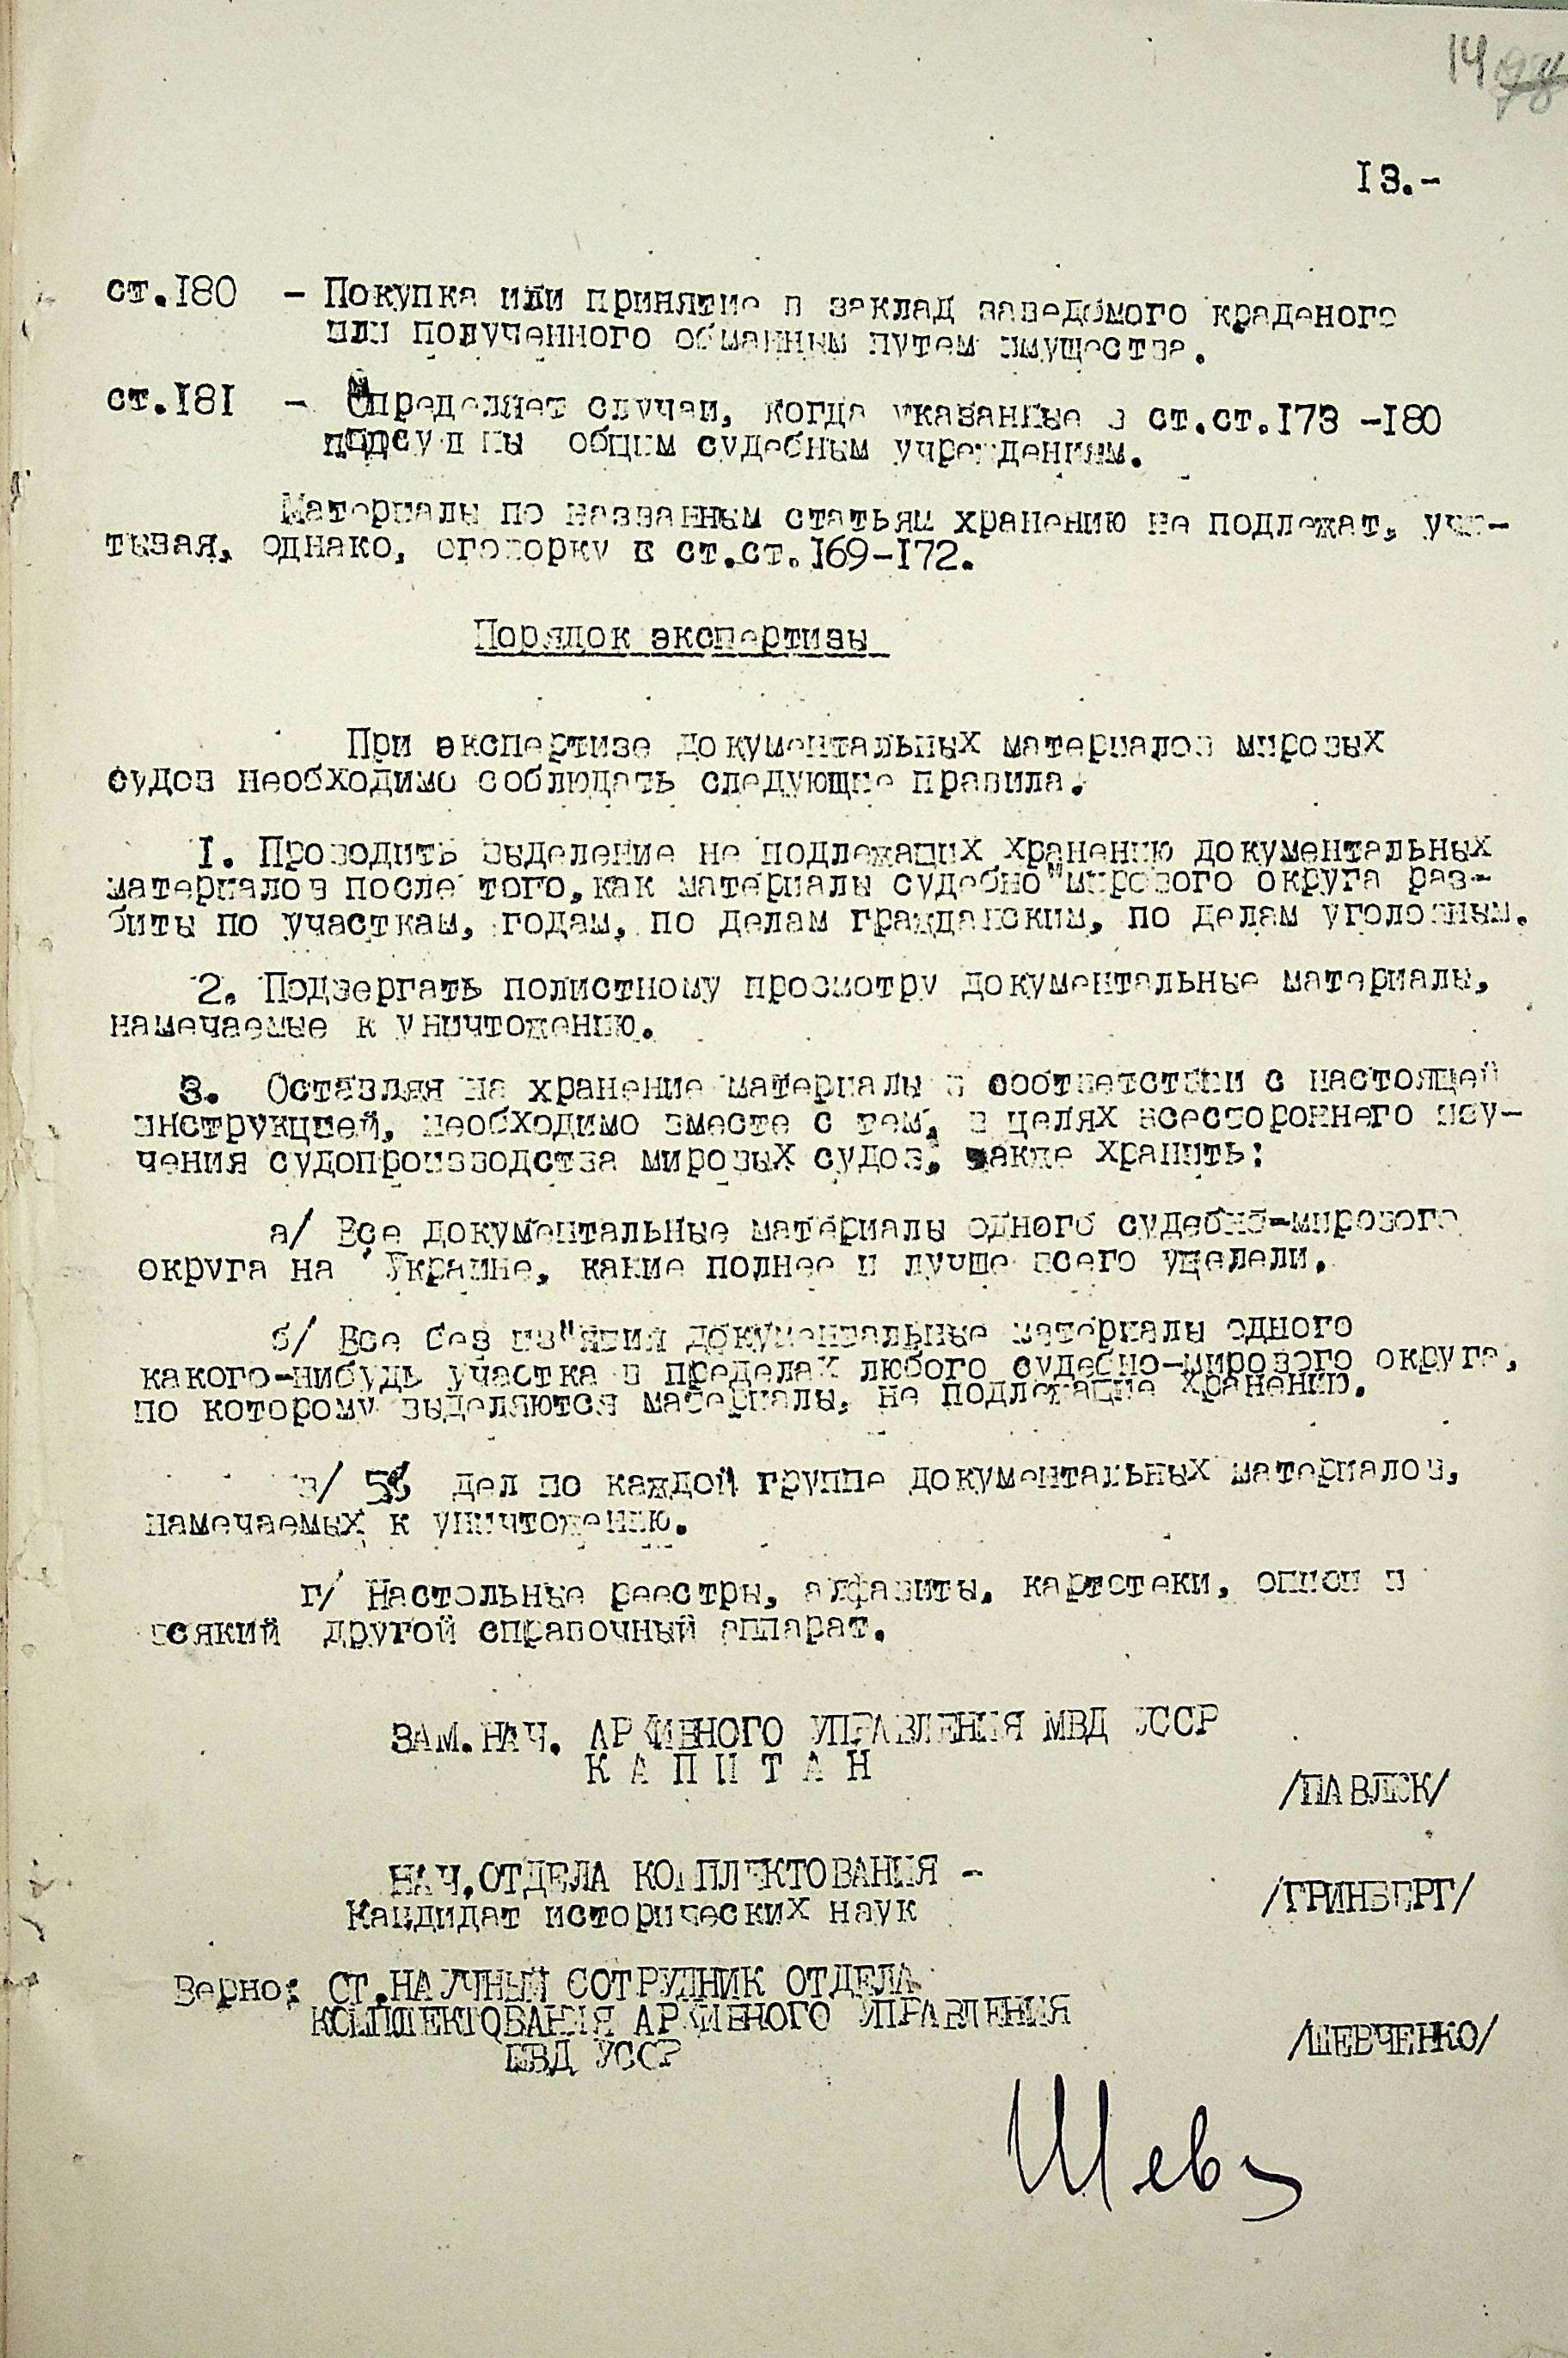 14
13.-
ст.180 - Покупка или принятие в заклад заведомого краденого
или полученного обманным путем имущества.
ст.181 - Определяет случаи, когда указанные в ст.ст.173 -180
подсудны общим судебным учреждениям.
Материалы по названным статьям хранению не подлежат, учи-
тывая, однако, оговорку в ст.ст.169-172.
Порядок экспертизы
При экспертизе документальных материалов мировых
судов необходимо соблюдать следующие правила.
1. Проводить выделение не подлежащих хранению документальных
материалов после того, как материалы судебно-мирового округа раз-
биты по участкам, годам, по делам гражданским, по делам уголовным.
2. Подвергать полистному просмотру документальные материалы,
намечаемые к уничтожению.
3. Оставляя на хранение материалы в соответствии с настоящей
инструкцией, необходимо вместе с тем, в целях всестороннего изу-
чения судопроизводства мировых судов, также хранить:
а/ Все документальные материалы одного судебно-мирового
округа на Украине, какие полнее и лучше всего уцелели.
б/ Все без из"ятия документальные материалы одного
какого-нибудь участка в пределах любого судебно-мирового округа,
по которому выделяются материалы, не подлежащие хранению.
в/ дел по каждой группе документальных материалов,
намечаемых к уничтожению.
г/ Настольные реестры, алфавиты, картотеки, описи и
всякий другой справочный аппарат.
ЗАМ.НАЧ. АРХИВНОГО УПРАВЛЕНИЯ МВД УССР
КАПИТАН
/ПАВЛЮК/
НАЧ.ОТДЕЛА КОМПЛЕКТОВАНИЯ -
Кандидат исторических наук
/ГРИНБЕРГ/
Верно: СТ.НАУЧНЫЙ СОТРУДНИК ОТДЕЛА
КОМПЛЕКТОВАНИЯ АРХИВНОГО УПРАВЛЕНИЯ
МВД УССР
/ШЕВЧЕНКО/
Шев